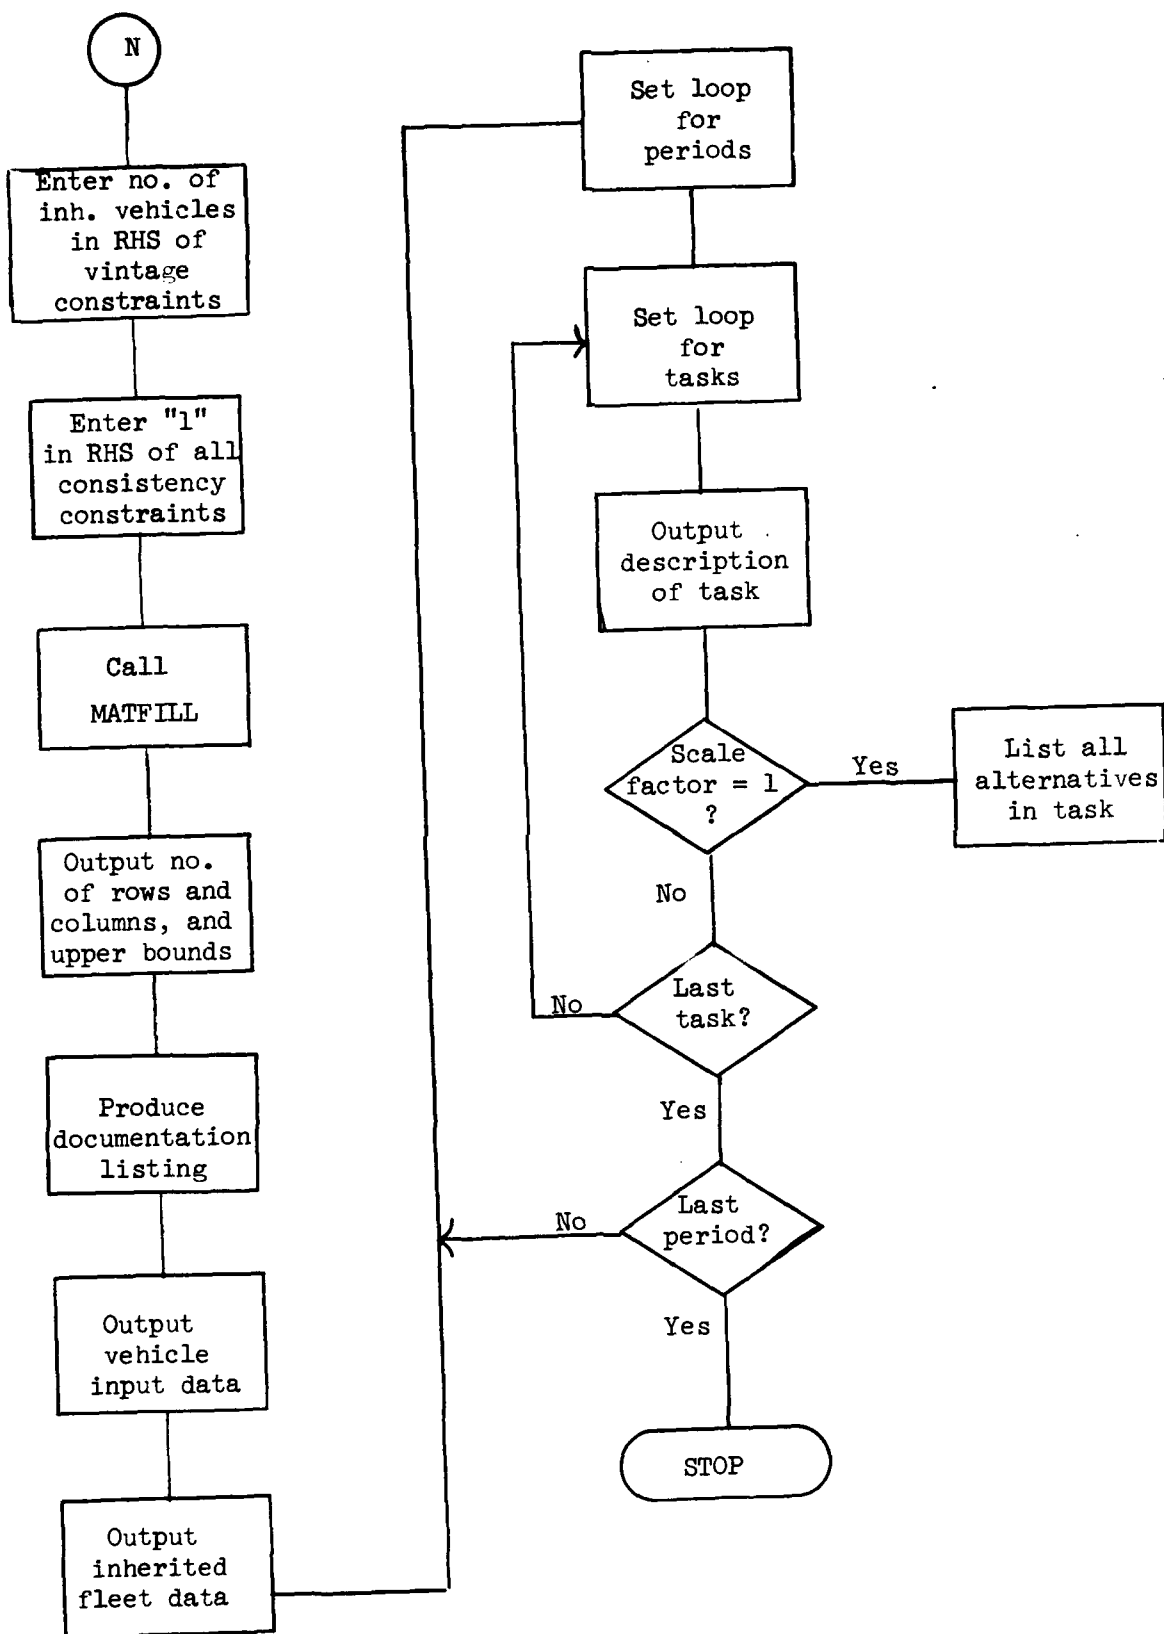 N
Enter no. of
inh. vehicles
in RHS of
vintage
constraints
Enter "1"
in RHS of all
consistency
constraints
Call
MATFILL
Output no.
of rows and
columns, and
upper bounds
Produce
documentation
listing
Output
vehicle
input data
Output
inherited
fleet data
Set loop
for
periods
Set loop
for
tasks
Output
description
of task
Scale
factor = 1
?
Yes
List all
alternatives
in task
No
Last
task?
No
Yes
Last
period?
No
Yes
STOP